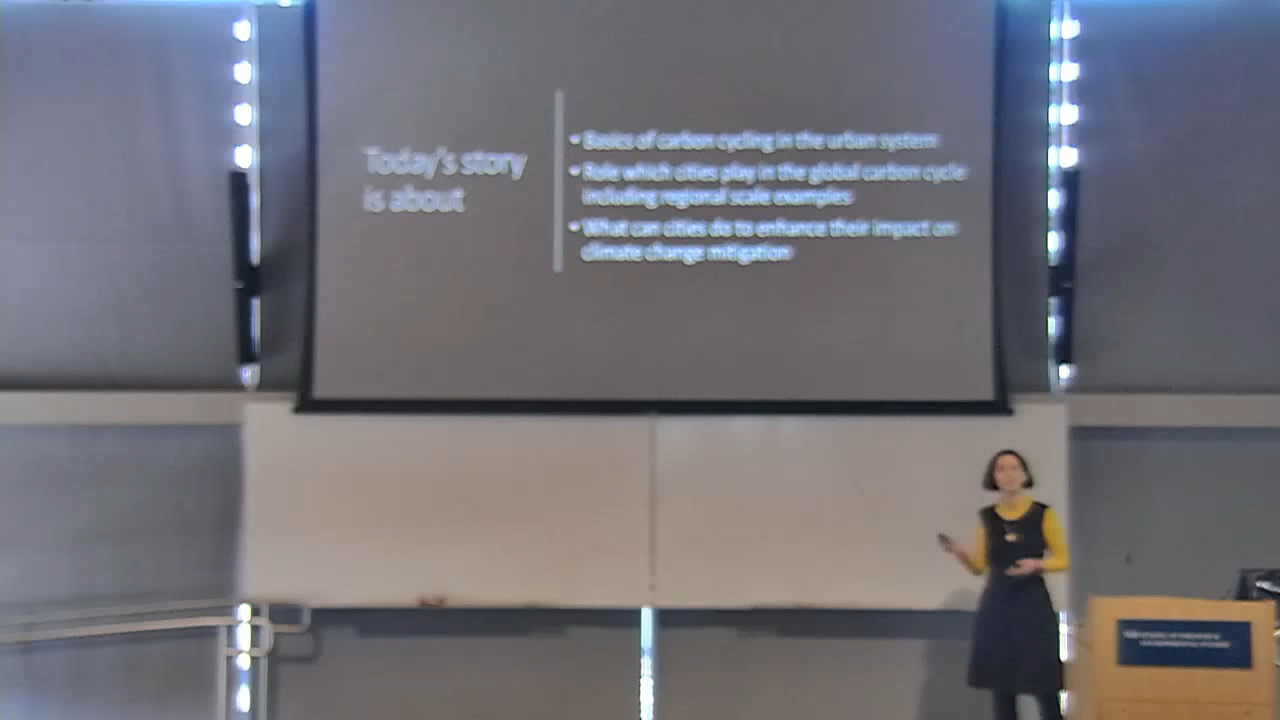 Today's story
is about
• Basics of carbon cycling in the urban system
• Role which cities play in the global carbon cycle
including regional scale examples
• What can cities do to enhance their impact on
climate change mitigation